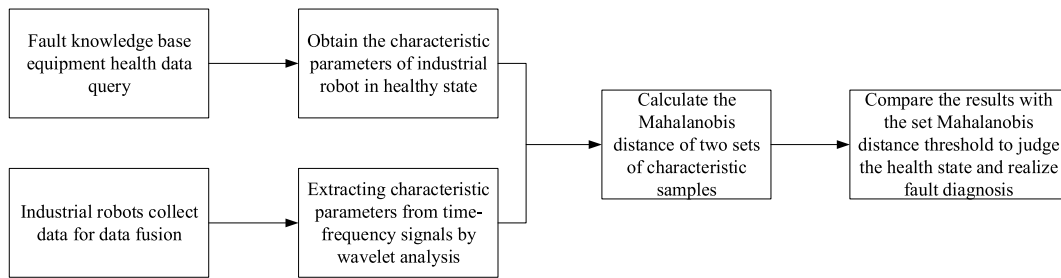 Fault knowledge base
equipment health data
query
Obtain the characteristic
parameters of industrial
robot in healthy state
Industrial robots collect
data for data fusion
Extracting characteristic
parameters from time-
frequency signals by
wavelet analysis
Calculate the
Mahalanobis
distance of two sets
of characteristic
samples
Compare the results with
the set Mahalanobis
distance threshold to judge
the health state and realize
fault diagnosis